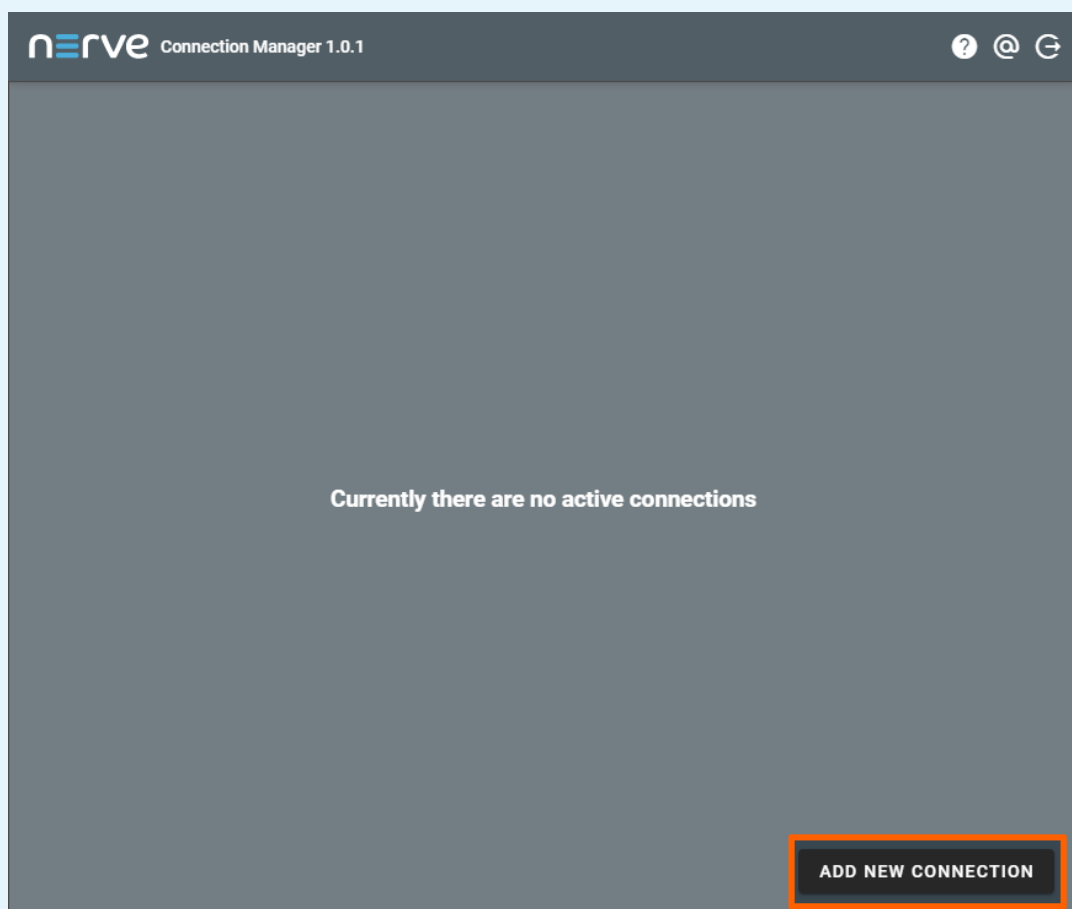 nerve Connection Manager 1.0.1
Currently there are no active connections
ADD NEW CONNECTION